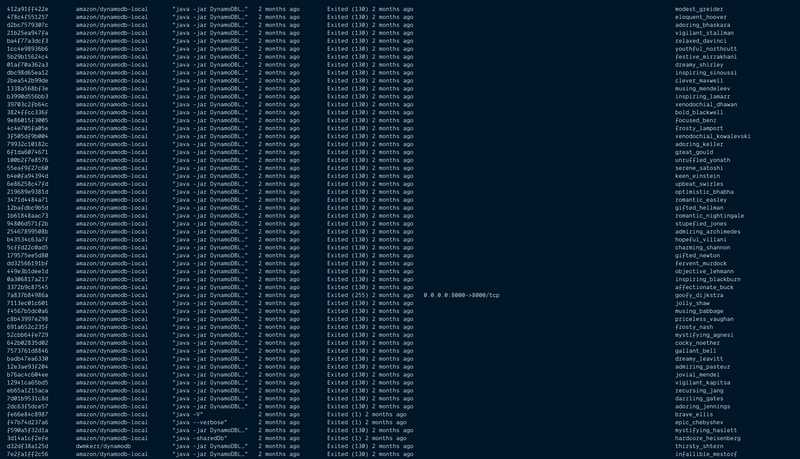 412a91ff422e amazon/dynamodb-local "java -jar DynamoDBL…" 2 months ago Exited (130) 2 months ago modest_greider
478c4f551257 amazon/dynamodb-local "java -jar DynamoDBL…" 2 months ago Exited (130) 2 months ago eloquent_hoover
d2bc7579307c amazon/dynamodb-local "java -jar DynamoDBL…" 2 months ago Exited (130) 2 months ago adoring_bhaskara
21b25ea947fa amazon/dynamodb-local "java -jar DynamoDBL…" 2 months ago Exited (130) 2 months ago vigilant_stallman
ba4f77a3dcf3 amazon/dynamodb-local "java -jar DynamoDBL…" 2 months ago Exited (130) 2 months ago relaxed_davinci
1cc4e98936b6 amazon/dynamodb-local "java -jar DynamoDBL…" 2 months ago Exited (130) 2 months ago youthful_northcutt
5b29b15624c4 amazon/dynamodb-local "java -jar DynamoDBL…" 2 months ago Exited (130) 2 months ago festive_mirzakhani
01af70a362a3 amazon/dynamodb-local "java -jar DynamoDBL…" 2 months ago Exited (130) 2 months ago dreamy_shirley
dbc98d65ea12 amazon/dynamodb-local "java -jar DynamoDBL…" 2 months ago Exited (130) 2 months ago inspiring_sinoussi
2bea542b99de amazon/dynamodb-local "java -jar DynamoDBL…" 2 months ago Exited (130) 2 months ago clever_maxwell
1338a568bf3e amazon/dynamodb-local "java -jar DynamoDBL…" 2 months ago Exited (130) 2 months ago musing_mendeleev
b3990d556bb3 amazon/dynamodb-local "java -jar DynamoDBL…" 2 months ago Exited (130) 2 months ago inspiring_lamarr
39703c2fb64c amazon/dynamodb-local "java -jar DynamoDBL…" 2 months ago Exited (130) 2 months ago xenodochial_dhawan
3824ffcc336f amazon/dynamodb-local "java -jar DynamoDBL…" 2 months ago Exited (130) 2 months ago bold_blackwell
9e86015f3005 amazon/dynamodb-local "java -jar DynamoDBL…" 2 months ago Exited (130) 2 months ago focused_benz
4c4e705fa05e amazon/dynamodb-local "java -jar DynamoDBL…" 2 months ago Exited (130) 2 months ago frosty_lamport
3f505df9b004 amazon/dynamodb-local "java -jar DynamoDBL…" 2 months ago Exited (130) 2 months ago xenodochial_kowalevski
79932c10182c amazon/dynamodb-local "java -jar DynamoDBL…" 2 months ago Exited (130) 2 months ago adoring_keller
6f1da6074671 amazon/dynamodb-local "java -jar DynamoDBL…" 2 months ago Exited (130) 2 months ago great_gould
100b2f7e8576 amazon/dynamodb-local "java -jar DynamoDBL…" 2 months ago Exited (130) 2 months ago unruffled_yonath
55eaf9f27c60 amazon/dynamodb-local "java -jar DynamoDBL…" 2 months ago Exited (130) 2 months ago serene_satoshi
b4e0fa94394d amazon/dynamodb-local "java -jar DynamoDBL…" 2 months ago Exited (130) 2 months ago keen_einstein
6e86258c47fd amazon/dynamodb-local "java -jar DynamoDBL…" 2 months ago Exited (130) 2 months ago upbeat_swirles
219689e9381d amazon/dynamodb-local "java -jar DynamoDBL…" 2 months ago Exited (130) 2 months ago optimistic_bhabha
3471d4484a71 amazon/dynamodb-local "java -jar DynamoDBL…" 2 months ago Exited (130) 2 months ago romantic_easley
12bafdbc9b5d amazon/dynamodb-local "java -jar DynamoDBL…" 2 months ago Exited (130) 2 months ago gifted_hellman
1b61848aac73 amazon/dynamodb-local "java -jar DynamoDBL…" 2 months ago Exited (130) 2 months ago romantic_nightingale
94806d571f2b amazon/dynamodb-local "java -jar DynamoDBL…" 2 months ago Exited (130) 2 months ago stupefied_jones
25467899508b amazon/dynamodb-local "java -jar DynamoDBL…" 2 months ago Exited (130) 2 months ago admiring_archimedes
b43534c63a7f amazon/dynamodb-local "java -jar DynamoDBL…" 2 months ago Exited (130) 2 months ago hopeful_villani
5cffd22c0ad5 amazon/dynamodb-local "java -jar DynamoDBL…" 2 months ago Exited (130) 2 months ago charming_shannon
179575ee5d80 amazon/dynamodb-local "java -jar DynamoDBL…" 2 months ago Exited (130) 2 months ago gifted_newton
dd32566191bf amazon/dynamodb-local "java -jar DynamoDBL…" 2 months ago Exited (130) 2 months ago fervent_murdock
449e3b1dee1d amazon/dynamodb-local "java -jar DynamoDBL…" 2 months ago Exited (130) 2 months ago objective_lehmann
0a306817a217 amazon/dynamodb-local "java -jar DynamoDBL…" 2 months ago Exited (130) 2 months ago inspiring_blackburn
3372b9c87545 amazon/dynamodb-local "java -jar DynamoDBL…" 2 months ago Exited (130) 2 months ago affectionate_buck
7a837b84986a amazon/dynamodb-local "java -jar DynamoDBL…" 2 months ago Exited (255) 2 months ago 0.0.0.0:8000->8000/tcp goofy_dijkstra
7113ec01c601 amazon/dynamodb-local "java -jar DynamoDBL…" 2 months ago Exited (130) 2 months ago jolly_shaw
f4567b5dc0a6 amazon/dynamodb-local "java -jar DynamoDBL…" 2 months ago Exited (130) 2 months ago musing_babbage
c8b43997e298 amazon/dynamodb-local "java -jar DynamoDBL…" 2 months ago Exited (130) 2 months ago priceless_vaughan
691a652c235f amazon/dynamodb-local "java -jar DynamoDBL…" 2 months ago Exited (130) 2 months ago frosty_nash
52cbb64fe729 amazon/dynamodb-local "java -jar DynamoDBL…" 2 months ago Exited (130) 2 months ago mystifying_agnesi
642b02835d02 amazon/dynamodb-local "java -jar DynamoDBL…" 2 months ago Exited (130) 2 months ago cocky_noether
7573761d8846 amazon/dynamodb-local "java -jar DynamoDBL…" 2 months ago Exited (130) 2 months ago gallant_bell
badb47ea6330 amazon/dynamodb-local "java -jar DynamoDBL…" 2 months ago Exited (130) 2 months ago dreamy_leavitt
12e3ae93f204 amazon/dynamodb-local "java -jar DynamoDBL…" 2 months ago Exited (130) 2 months ago admiring_pasteur
b76ac4c604ee amazon/dynamodb-local "java -jar DynamoDBL…" 2 months ago Exited (130) 2 months ago jovial_mendel
12941ca65bd5 amazon/dynamodb-local "java -jar DynamoDBL…" 2 months ago Exited (130) 2 months ago vigilant_kapitsa
eb65a1215aca amazon/dynamodb-local "java -jar DynamoDBL…" 2 months ago Exited (130) 2 months ago recursing_jang
7d01b9531c8d amazon/dynamodb-local "java -jar DynamoDBL…" 2 months ago Exited (130) 2 months ago dazzling_gates
2dc63f5dce57 amazon/dynamodb-local "java -jar DynamoDBL…" 2 months ago Exited (130) 2 months ago adoring_jennings
fe66e84c8987 amazon/dynamodb-local "java -V" 2 months ago Exited (1) 2 months ago brave_ellis
f47b74d237a6 amazon/dynamodb-local "java --verbose" 2 months ago Exited (1) 2 months ago epic_chebyshev
f590a5f32d1a amazon/dynamodb-local "java -jar DynamoDBL…" 2 months ago Exited (130) 2 months ago mystifying_haslett
3d14a1cf2efe amazon/dynamodb-local "java -sharedDb" 2 months ago Exited (1) 2 months ago hardcore_heisenberg
d32df38a125d dwmkerr/dynamodb "java -jar DynamoDBL…" 2 months ago Exited (130) 2 months ago thirsty_shtern
7e2fa1ff2c56 amazon/dynamodb-local "java -jar DynamoDBL…" 2 months ago Exited (130) 2 months ago infallible_mestorf